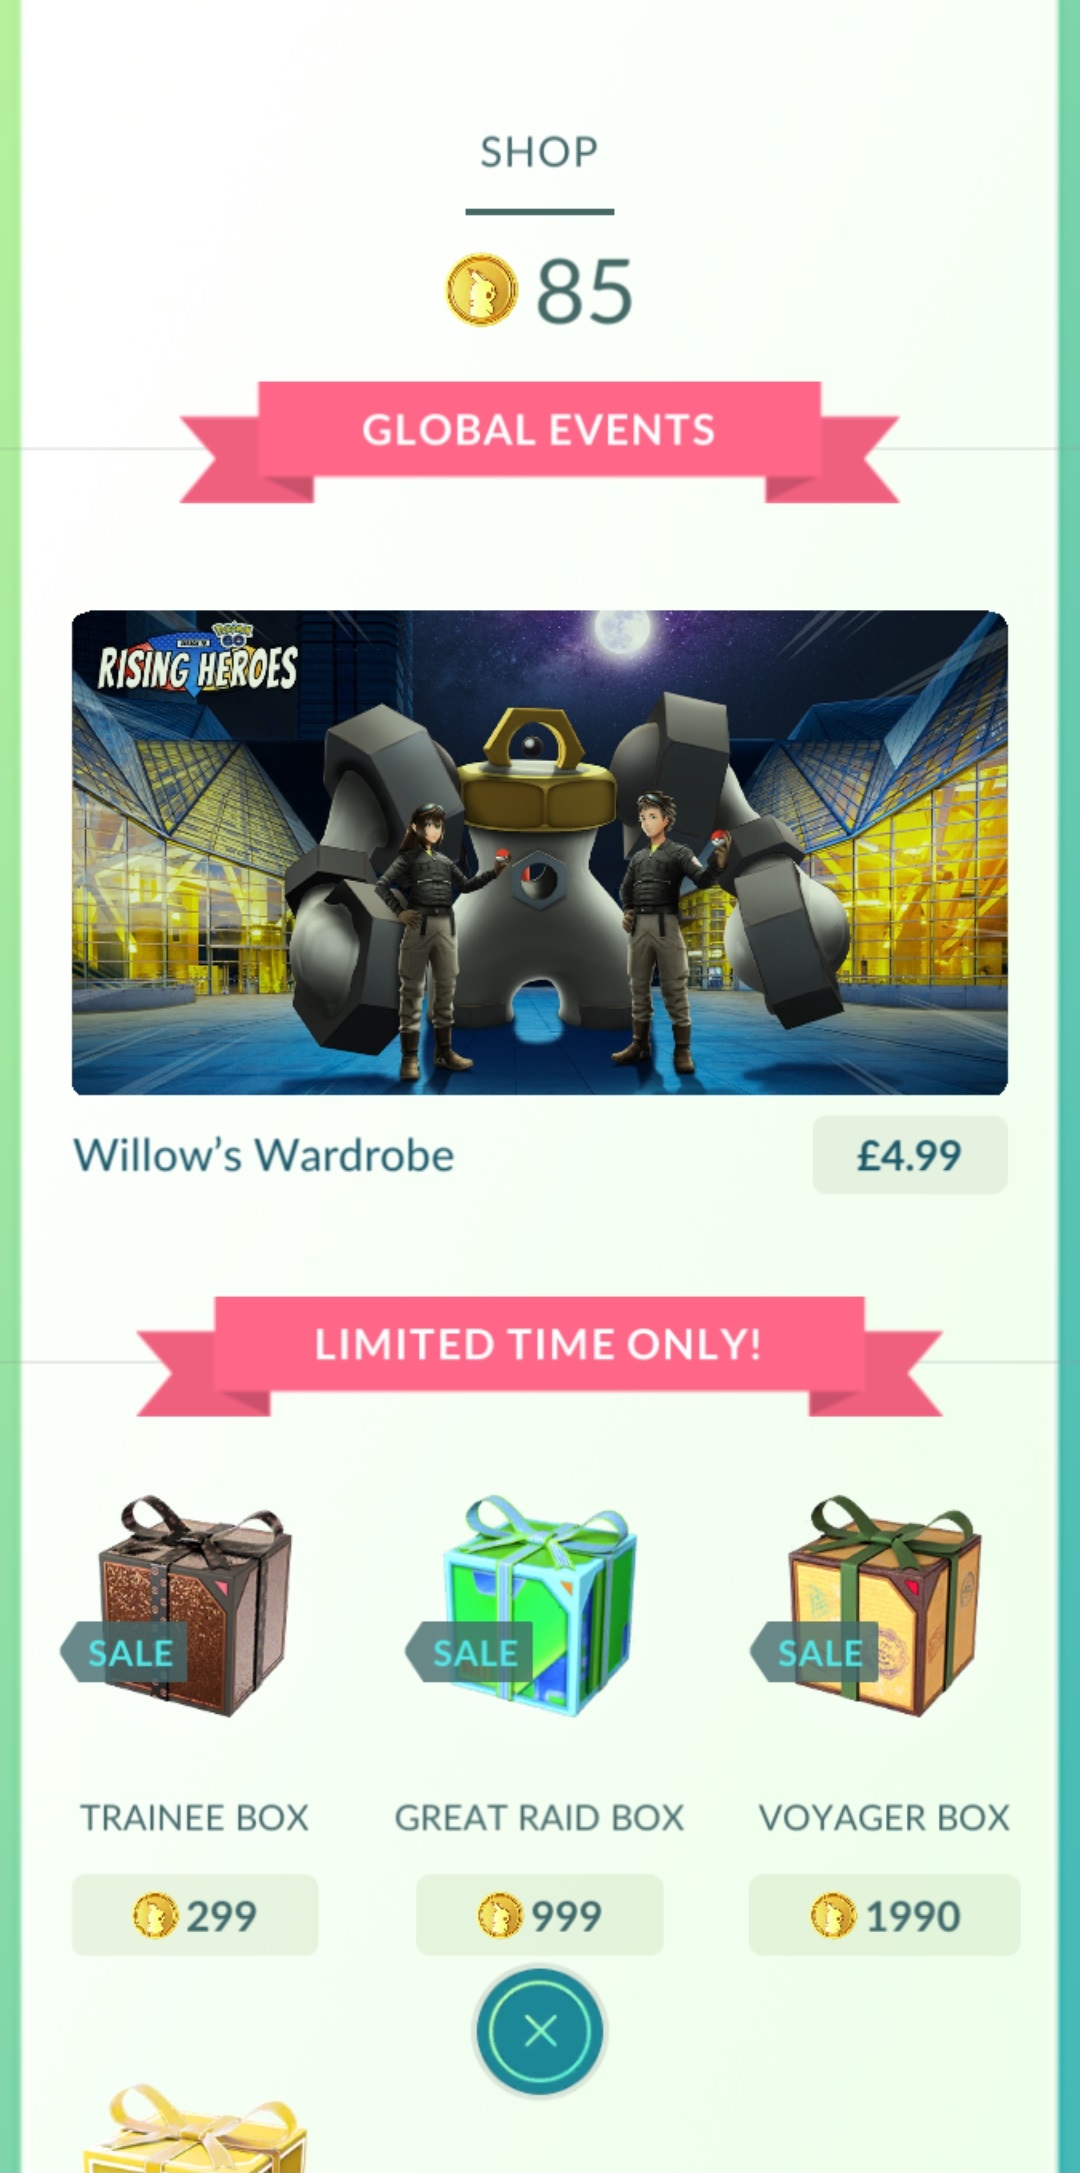 SHOP
85
GLOBAL EVENTS
POKÉMON GO
RISING HEROES
Willow's Wardrobe
£4.99
LIMITED TIME ONLY!
SALE SALE SALE
TRAINEE BOX GREAT RAID BOX VOYAGER BOX
299 999 1990